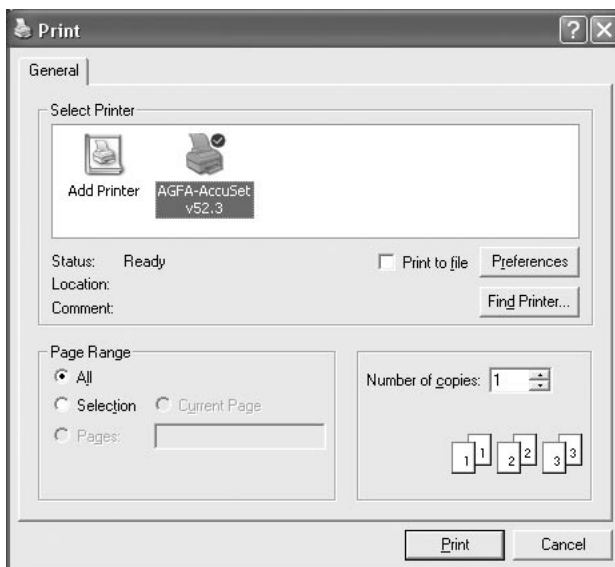 Print
General
Select Printer
Add Printer
AGFA-AccuSet
v52.3
Status: Ready
Location:
Comment:
Print to file
Preferences
Find Printer...
Page Range
All
Selection
Current Page
Pages:
Number of copies: 1
1 1 2 2 3 3
Print
Cancel